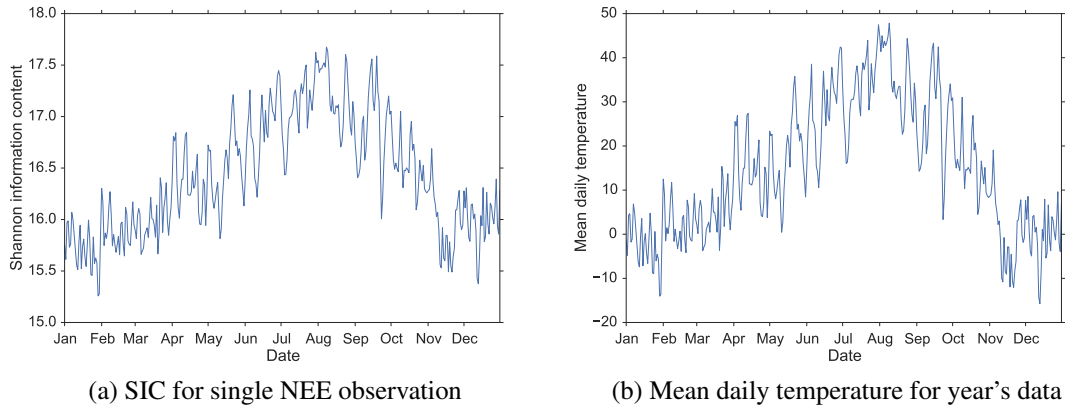 18.0
17.5
17.0
16.5
16.0
15.5
15.0
Shannon information content
Jan Feb Mar Apr May Jun Jul Aug Sep Oct Nov Dec
Date
(a) SIC for single NEE observation
50
40
30
20
10
0
−10
−20
Mean daily temperature
Jan Feb Mar Apr May Jun Jul Aug Sep Oct Nov Dec
Date
(b) Mean daily temperature for year's data